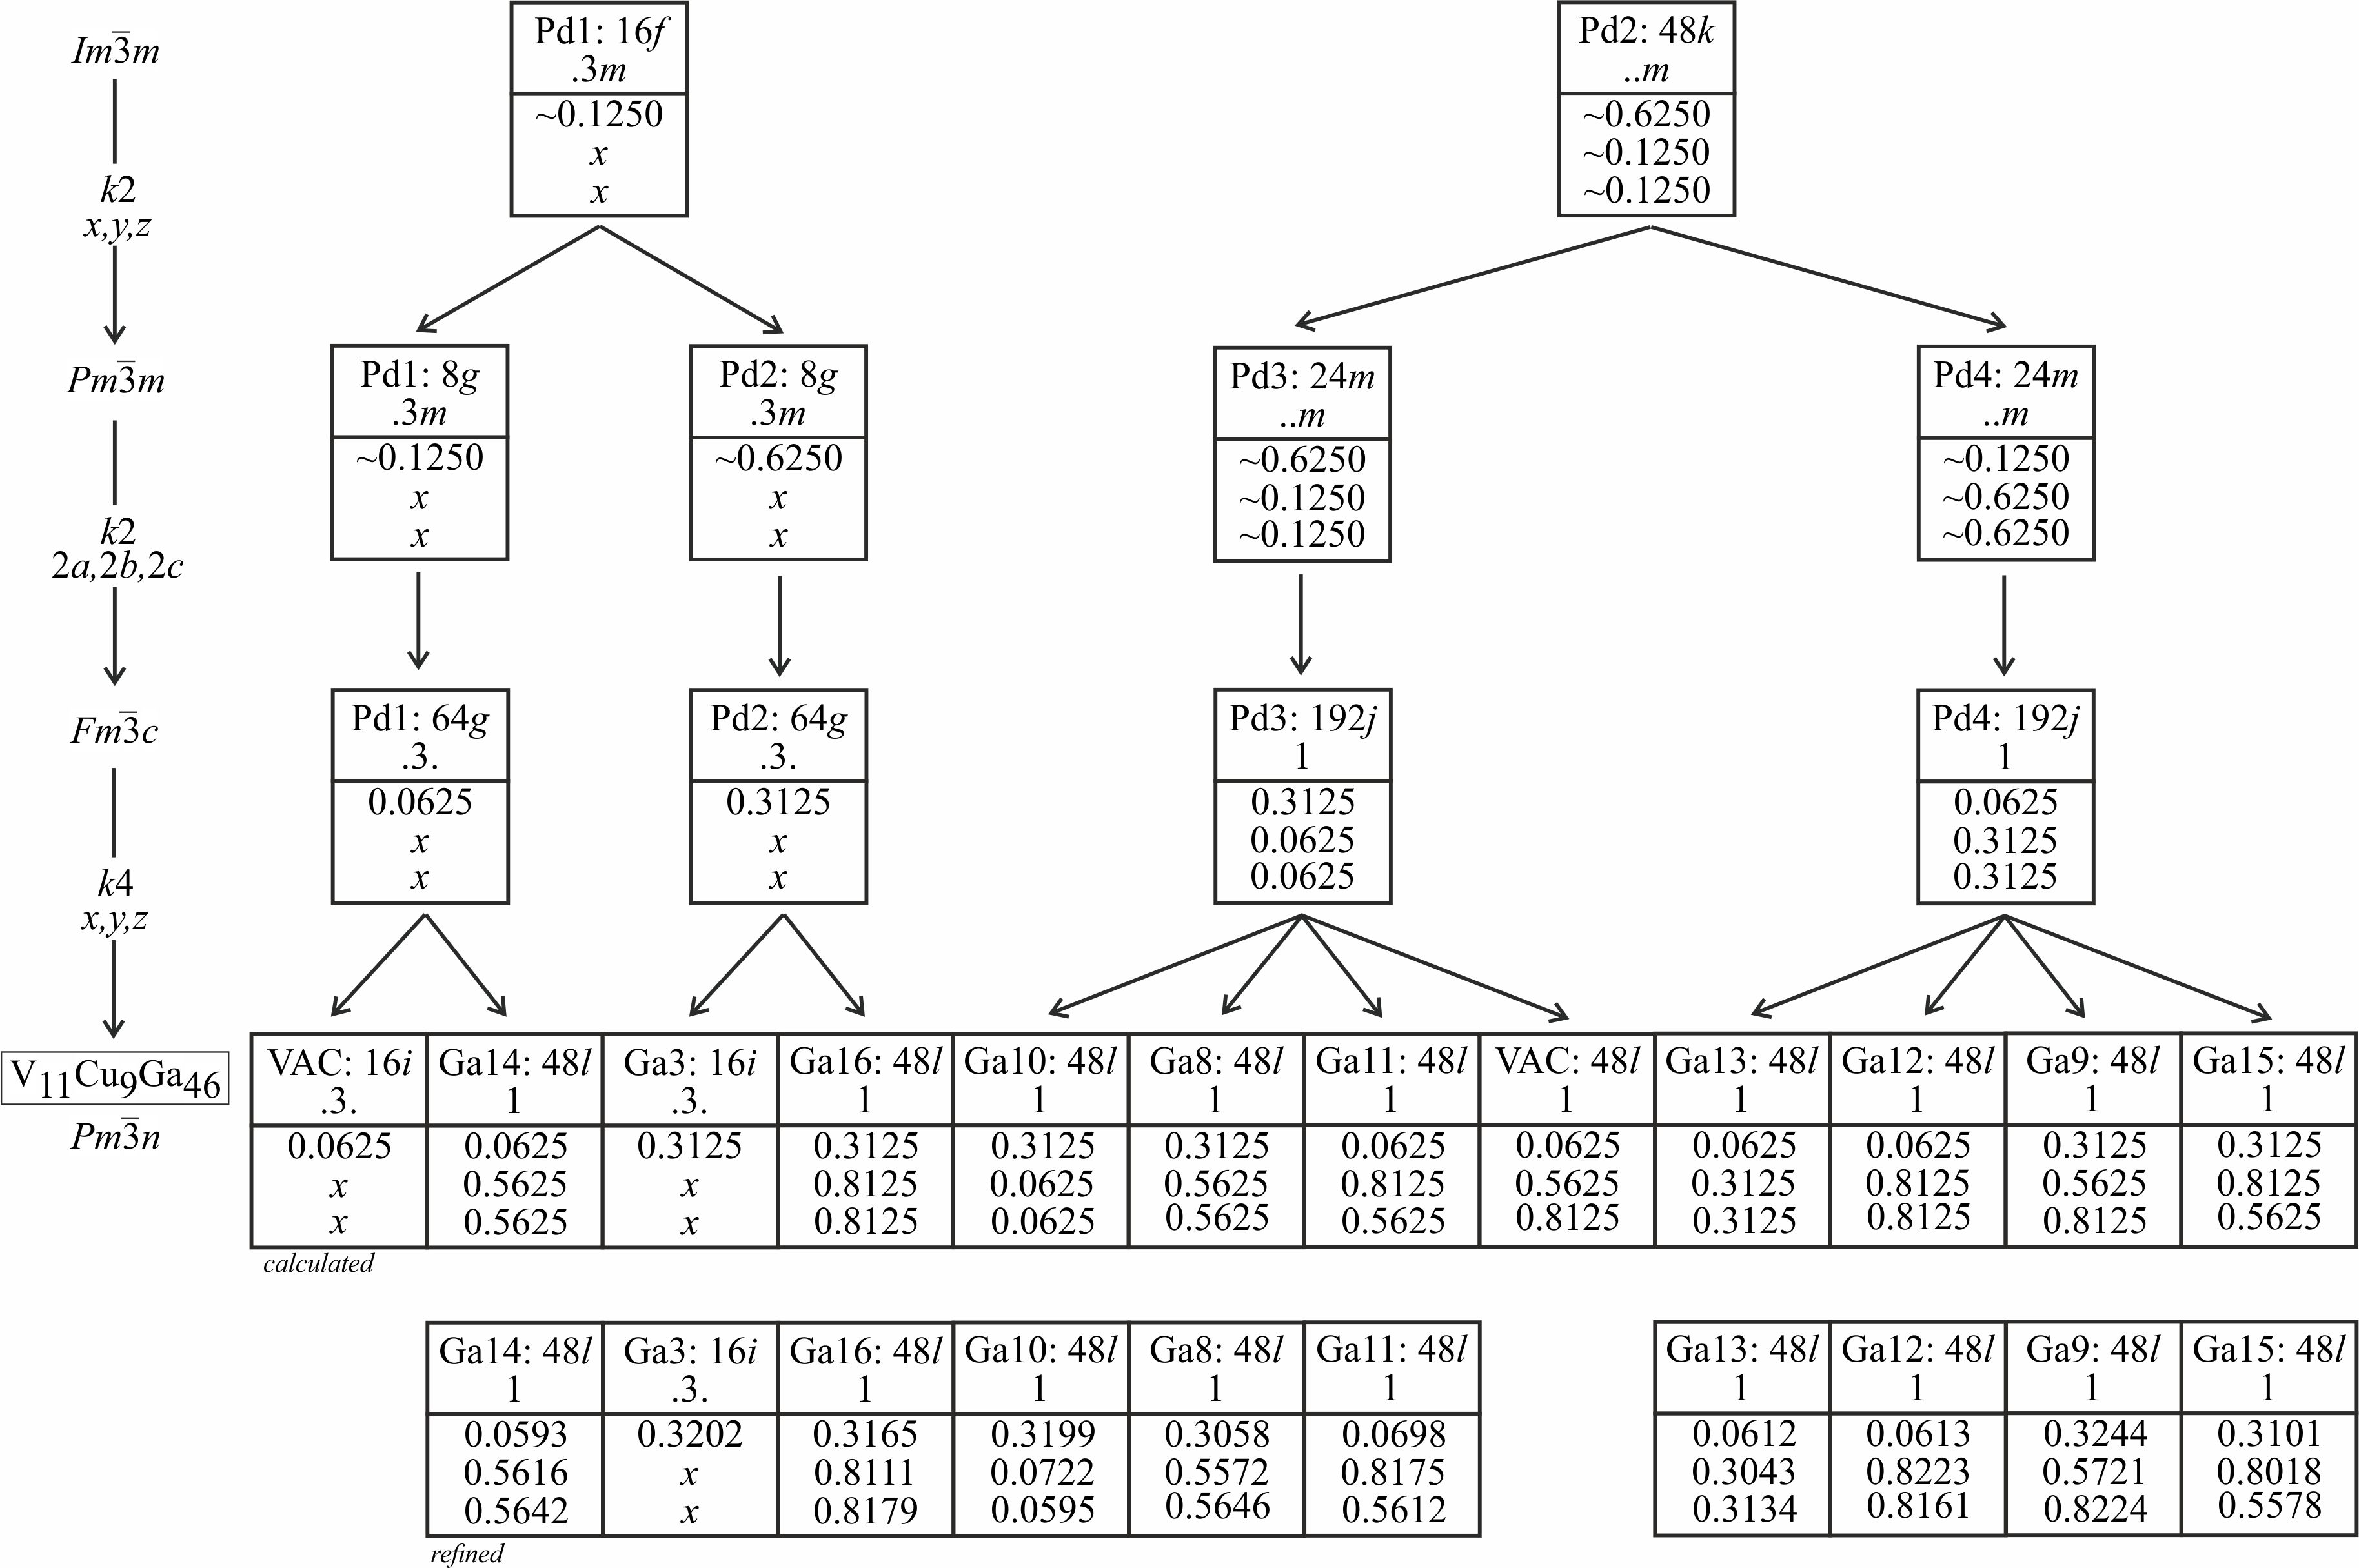 Im3̅m
k2
x,y,z
Pm3̅m
k2
2a,2b,2c
Fm3̅c
k4
x,y,z
V₁₁Cu₉Ga₄₆
Pm3̅n
Pd1: 16f
.3m
~0.1250
x
x
Pd2: 48k
..m
~0.6250
~0.1250
~0.1250
Pd1: 8g
.3m
~0.1250
x
x
Pd2: 8g
.3m
~0.6250
x
x
Pd3: 24m
..m
~0.6250
~0.1250
~0.1250
Pd4: 24m
..m
~0.1250
~0.6250
~0.6250
Pd1: 64g
.3.
0.0625
x
x
Pd2: 64g
.3.
0.3125
x
x
Pd3: 192j
1
0.3125
0.0625
0.0625
Pd4: 192j
1
0.0625
0.3125
0.3125
VAC: 16i
.3.
0.0625
x
x
Ga14: 48l
1
0.0625
0.5625
0.5625
Ga3: 16i
.3.
0.3125
x
x
Ga16: 48l
1
0.3125
0.8125
0.8125
Ga10: 48l
1
0.3125
0.0625
0.0625
Ga8: 48l
1
0.3125
0.5625
0.5625
Ga11: 48l
1
0.0625
0.8125
0.5625
VAC: 48l
1
0.0625
0.5625
0.8125
Ga13: 48l
1
0.0625
0.3125
0.3125
Ga12: 48l
1
0.0625
0.8125
0.8125
Ga9: 48l
1
0.3125
0.5625
0.8125
Ga15: 48l
1
0.3125
0.8125
0.5625
calculated
Ga14: 48l
1
0.0593
0.5616
0.5642
Ga3: 16i
.3.
0.3202
x
x
Ga16: 48l
1
0.3165
0.8111
0.8179
Ga10: 48l
1
0.3199
0.0722
0.0595
Ga8: 48l
1
0.3058
0.5572
0.5646
Ga11: 48l
1
0.0698
0.8175
0.5612
Ga13: 48l
1
0.0612
0.3043
0.3134
Ga12: 48l
1
0.0613
0.8223
0.8161
Ga9: 48l
1
0.3244
0.5721
0.8224
Ga15: 48l
1
0.3101
0.8018
0.5578
refined